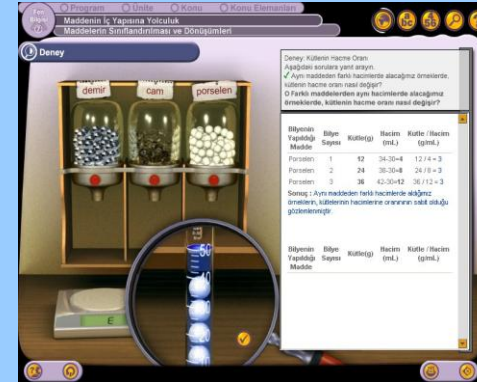 Fen
Bilgisi
Program Ünite Konu Konu Elemanları
Maddenin İç Yapısına Yolculuk
Maddelerin Sınıflandırılması ve Dönüşümleri
Deney
demir cam porselen
Deney: Kütlenin Hacme Oranı
Aşağıdaki sorulara yanıt arayın.
✓ Aynı maddeden farklı hacimlerde alacağımız örneklerde,
kütlenin hacme oranı nasıl değişir?
O Farklı maddelerden aynı hacimlerde alacağımız
örneklerde, kütlenin hacme oranı nasıl değişir?
Bilyenin Yapıldığı Madde Bilye Sayısı Kütle(g) Hacim (mL) Kütle / Hacim (g/mL)
Porselen 1 12 34-30=4 12 / 4 = 3
Porselen 2 24 38-30=8 24 / 8 = 3
Porselen 3 36 42-30=12 36 / 12 = 3
Sonuç : Aynı maddeden farklı hacimlerde aldığımız
örneklerin, kütlelerinin hacimlerine oranının sabit olduğu
gözlemlenmiştir.
Bilyenin Yapıldığı Madde Bilye Sayısı Kütle(g) Hacim (mL) Kütle / Hacim (g/mL)
50
E